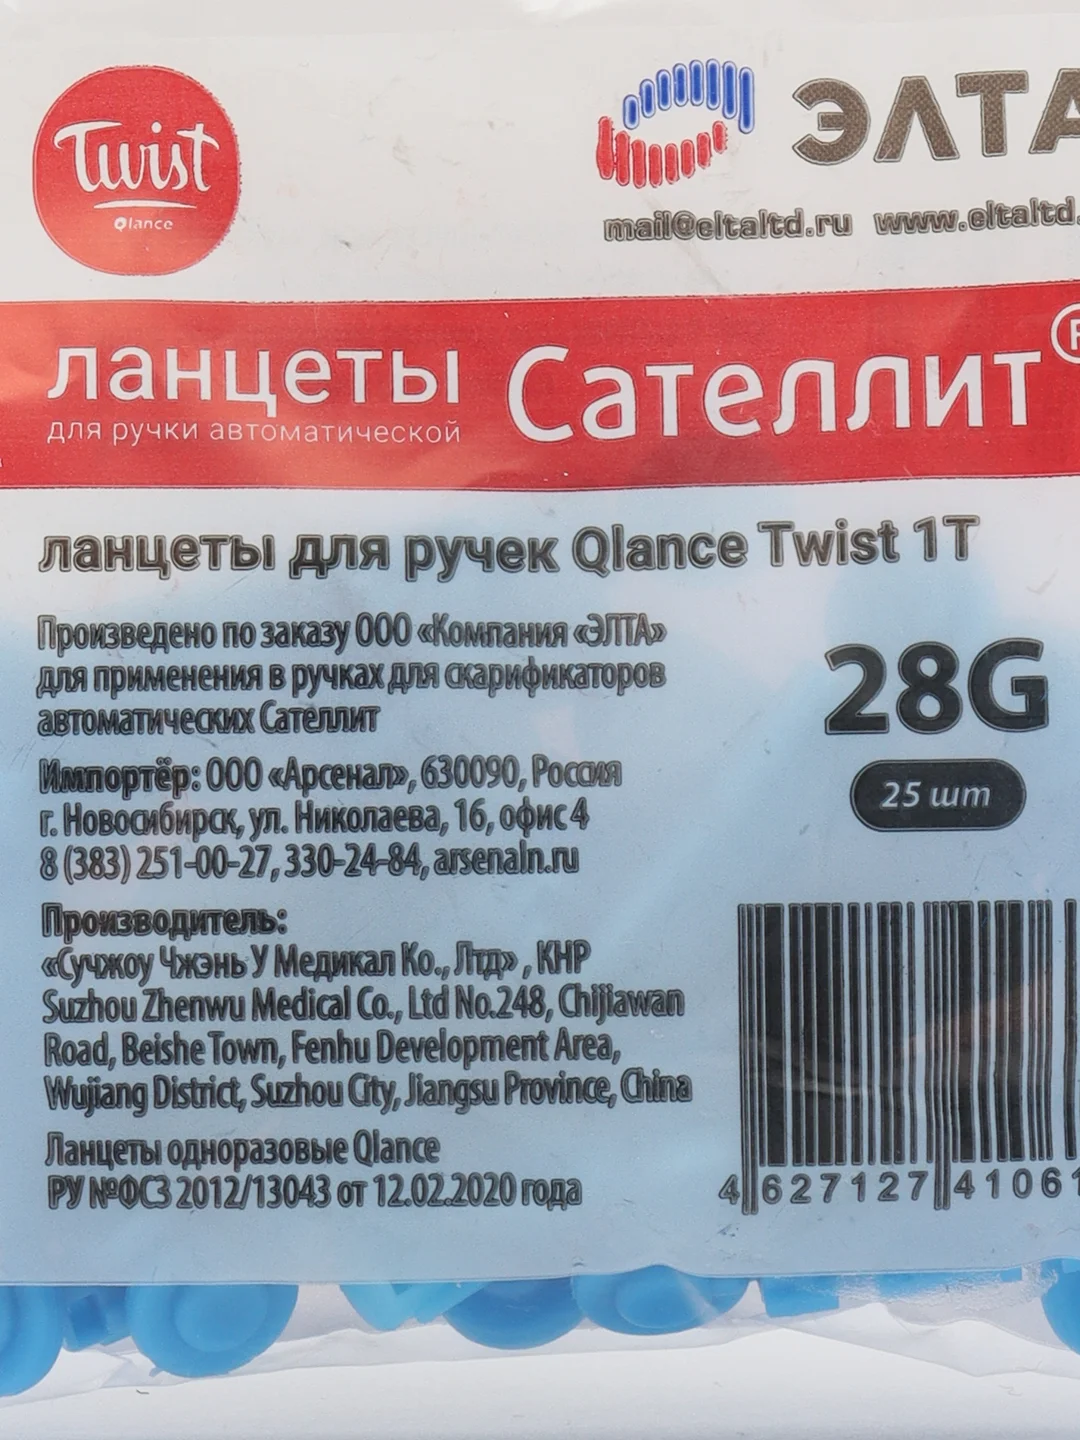 Twist
Qlance
ЭЛТА
mail@eltaltd.ru www.eltaltd.
ланцеты Сателлит®
для ручки автоматической
ланцеты для ручек Qlance Twist 1T
Произведено по заказу ООО «Компания «ЭЛТА»
для применения в ручках для скарификаторов
автоматических Сателлит
28G
25 шт
Импортёр: ООО «Арсенал», 630090, Россия
г. Новосибирск, ул. Николаева, 16, офис 4
8 (383) 251-00-27, 330-24-84, arsenaln.ru
Производитель:
«Сучжоу Чжэнь У Медикал Ко., Лтд» , КНР
Suzhou Zhenwu Medical Co., Ltd No.248, Chijiawan
Road, Beishe Town, Fenhu Development Area,
Wujiang District, Suzhou City, Jiangsu Province, China
Ланцеты одноразовые Qlance
РУ №ФСЗ 2012/13043 от 12.02.2020 года
4 627127 41061